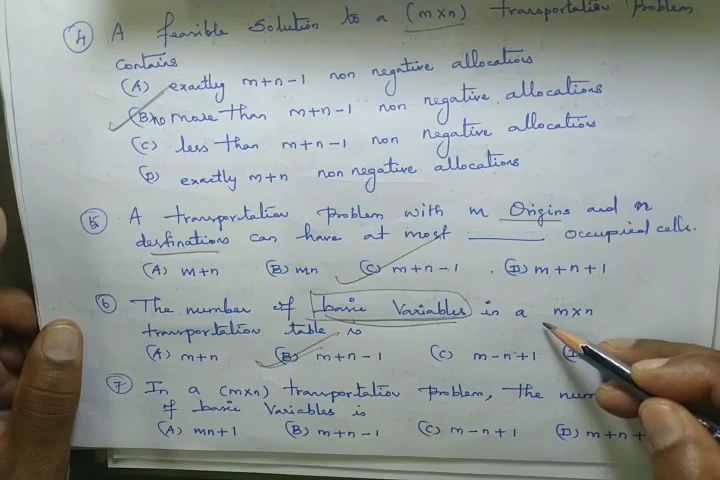 4) A feasible solution to a (m×n) transportation Problem
contains
(A) exactly m+n-1 non negative allocations
(B) no more than m+n-1 non negative allocations
(C) less than m+n-1 non negative allocations
(D) exactly m+n non negative allocations
5) A transportation problem with m Origins and n
destinations can have at most ______ occupied cells.
(A) m+n (B) mn (C) m+n-1 (D) m+n+1
6) The number of basic Variables in a m×n
transportation table is
(A) m+n (B) m+n-1 (C) m-n+1
7) In a (m×n) transportation problem, the
of basic Variables is
(A) mn+1 (B) m+n-1 (C) m-n+1 (D) m+n+